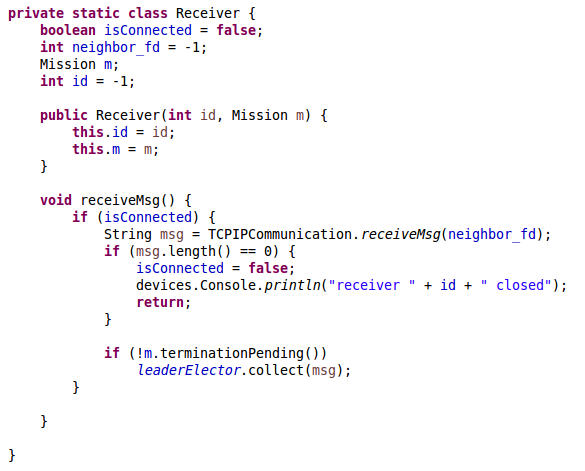 private static class Receiver {
    boolean isConnected = false;
    int neighbor_fd = -1;
    Mission m;
    int id = -1;

    public Receiver(int id, Mission m) {
        this.id = id;
        this.m = m;
    }

    void receiveMsg() {
        if (isConnected) {
            String msg = TCPIPCommunication.receiveMsg(neighbor_fd);
            if (msg.length() == 0) {
                isConnected = false;
                devices.Console.println("receiver " + id + " closed");
                return;
            }

            if (!m.terminationPending())
                leaderElector.collect(msg);
        }

    }

}